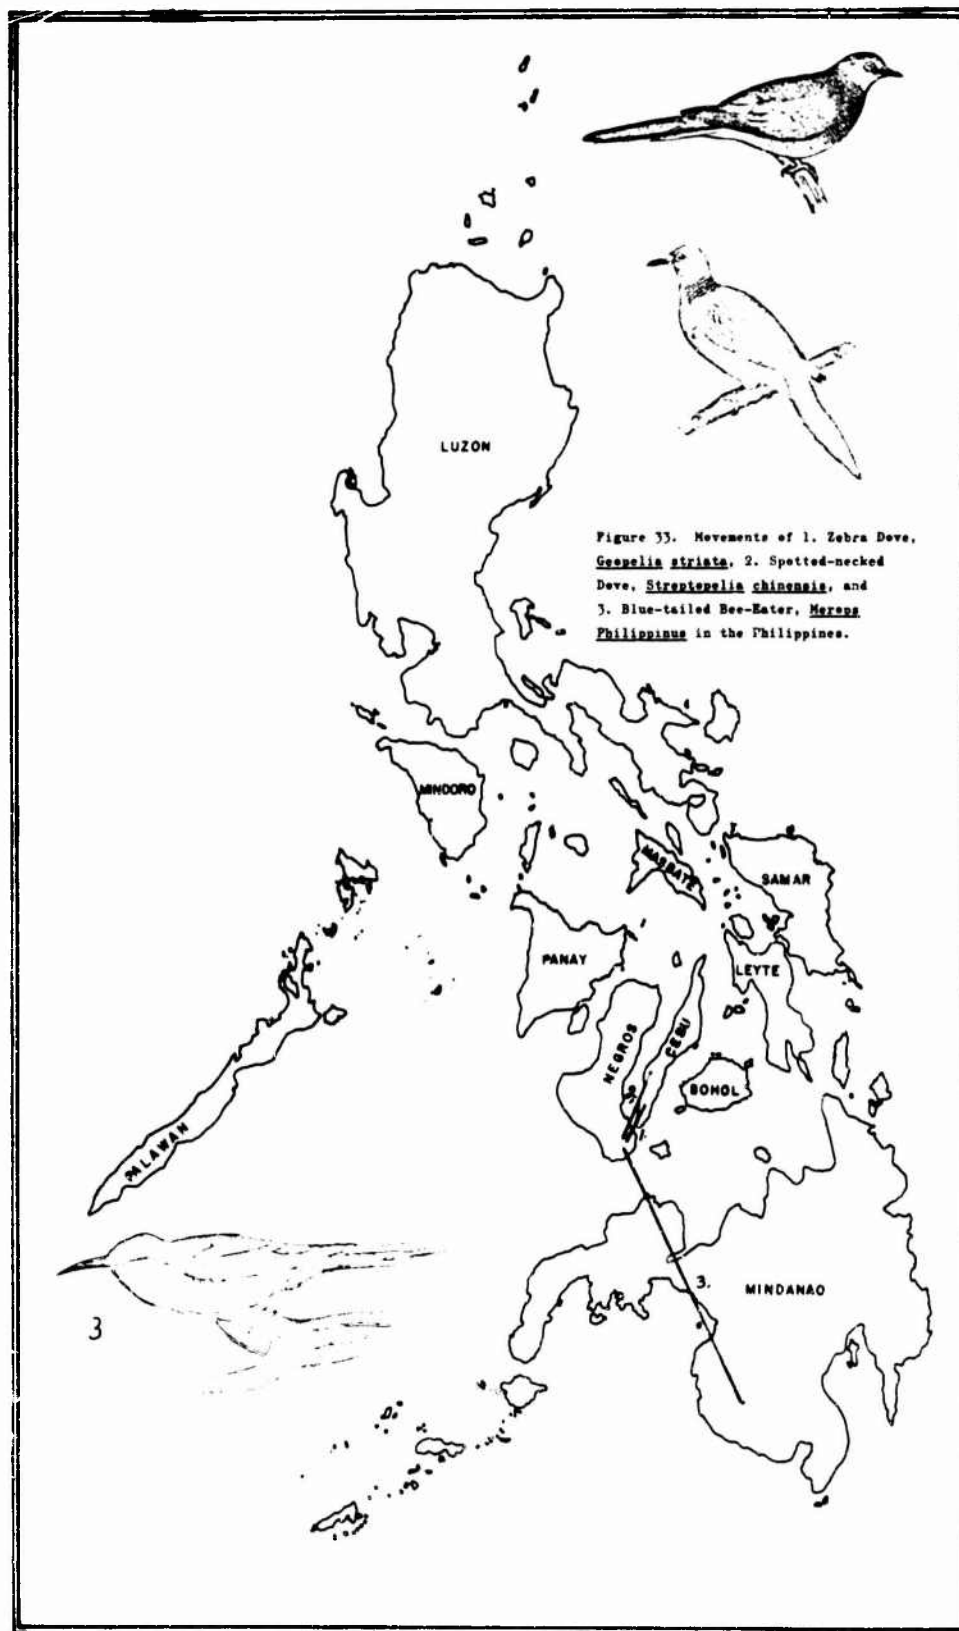 LUZON
Figure 33. Movements of 1. Zebra Dove,
Geopelia striata, 2. Spotted-necked
Dove, Streptopelia chinensis, and
3. Blue-tailed Bee-Eater, Merops
Philippinus in the Philippines.
MINDORO
MASBATE
SAMAR
PANAY
LEYTE
NEGROS
CEBU
BOHOL
1.
PALAWAN
3.
MINDANAO
3